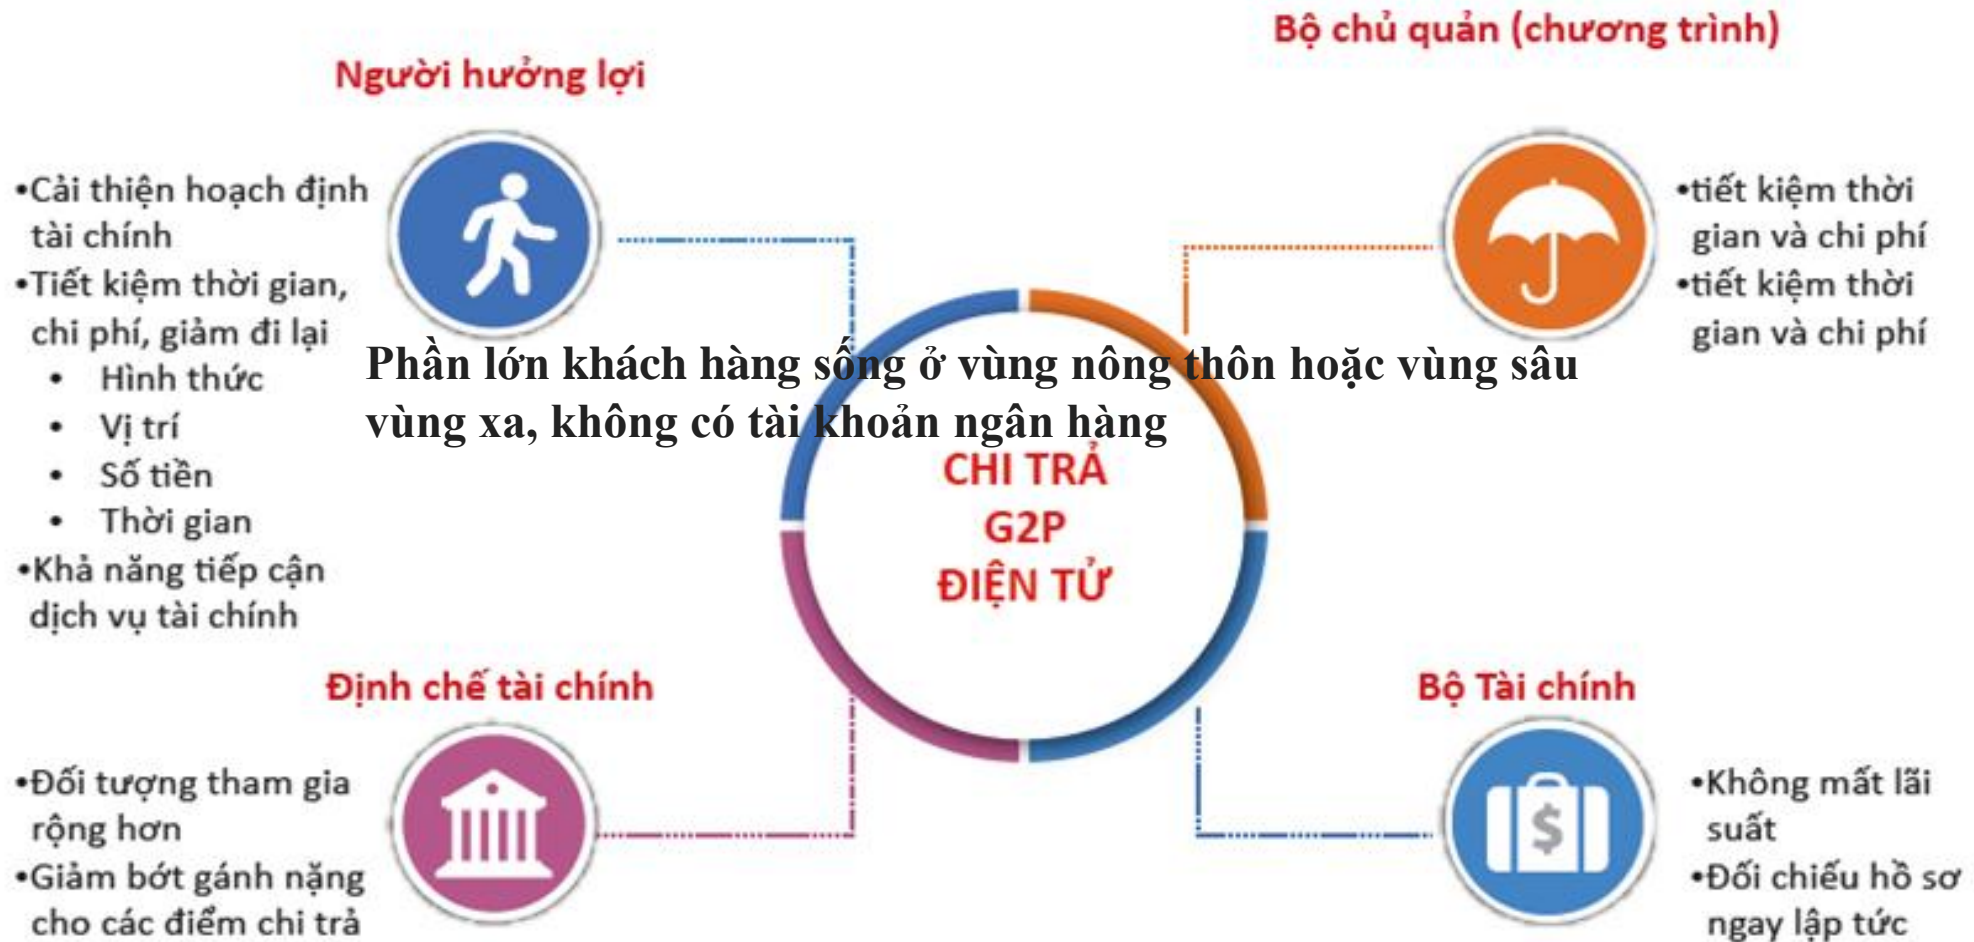 Bộ chủ quản (chương trình)
Người hưởng lợi
•Cải thiện hoạch định
tài chính
•Tiết kiệm thời gian,
chi phí, giảm đi lại
• Hình thức
• Vị trí
• Số tiền
• Thời gian
•Khả năng tiếp cận
dịch vụ tài chính
•tiết kiệm thời
gian và chi phí
•tiết kiệm thời
gian và chi phí
Phần lớn khách hàng sống ở vùng nông thôn hoặc vùng sâu
vùng xa, không có tài khoản ngân hàng
CHI TRẢ
G2P
ĐIỆN TỬ
Định chế tài chính
•Đối tượng tham gia
rộng hơn
•Giảm bớt gánh nặng
cho các điểm chi trả
Bộ Tài chính
$
•Không mất lãi
suất
•Đối chiếu hồ sơ
ngay lập tức